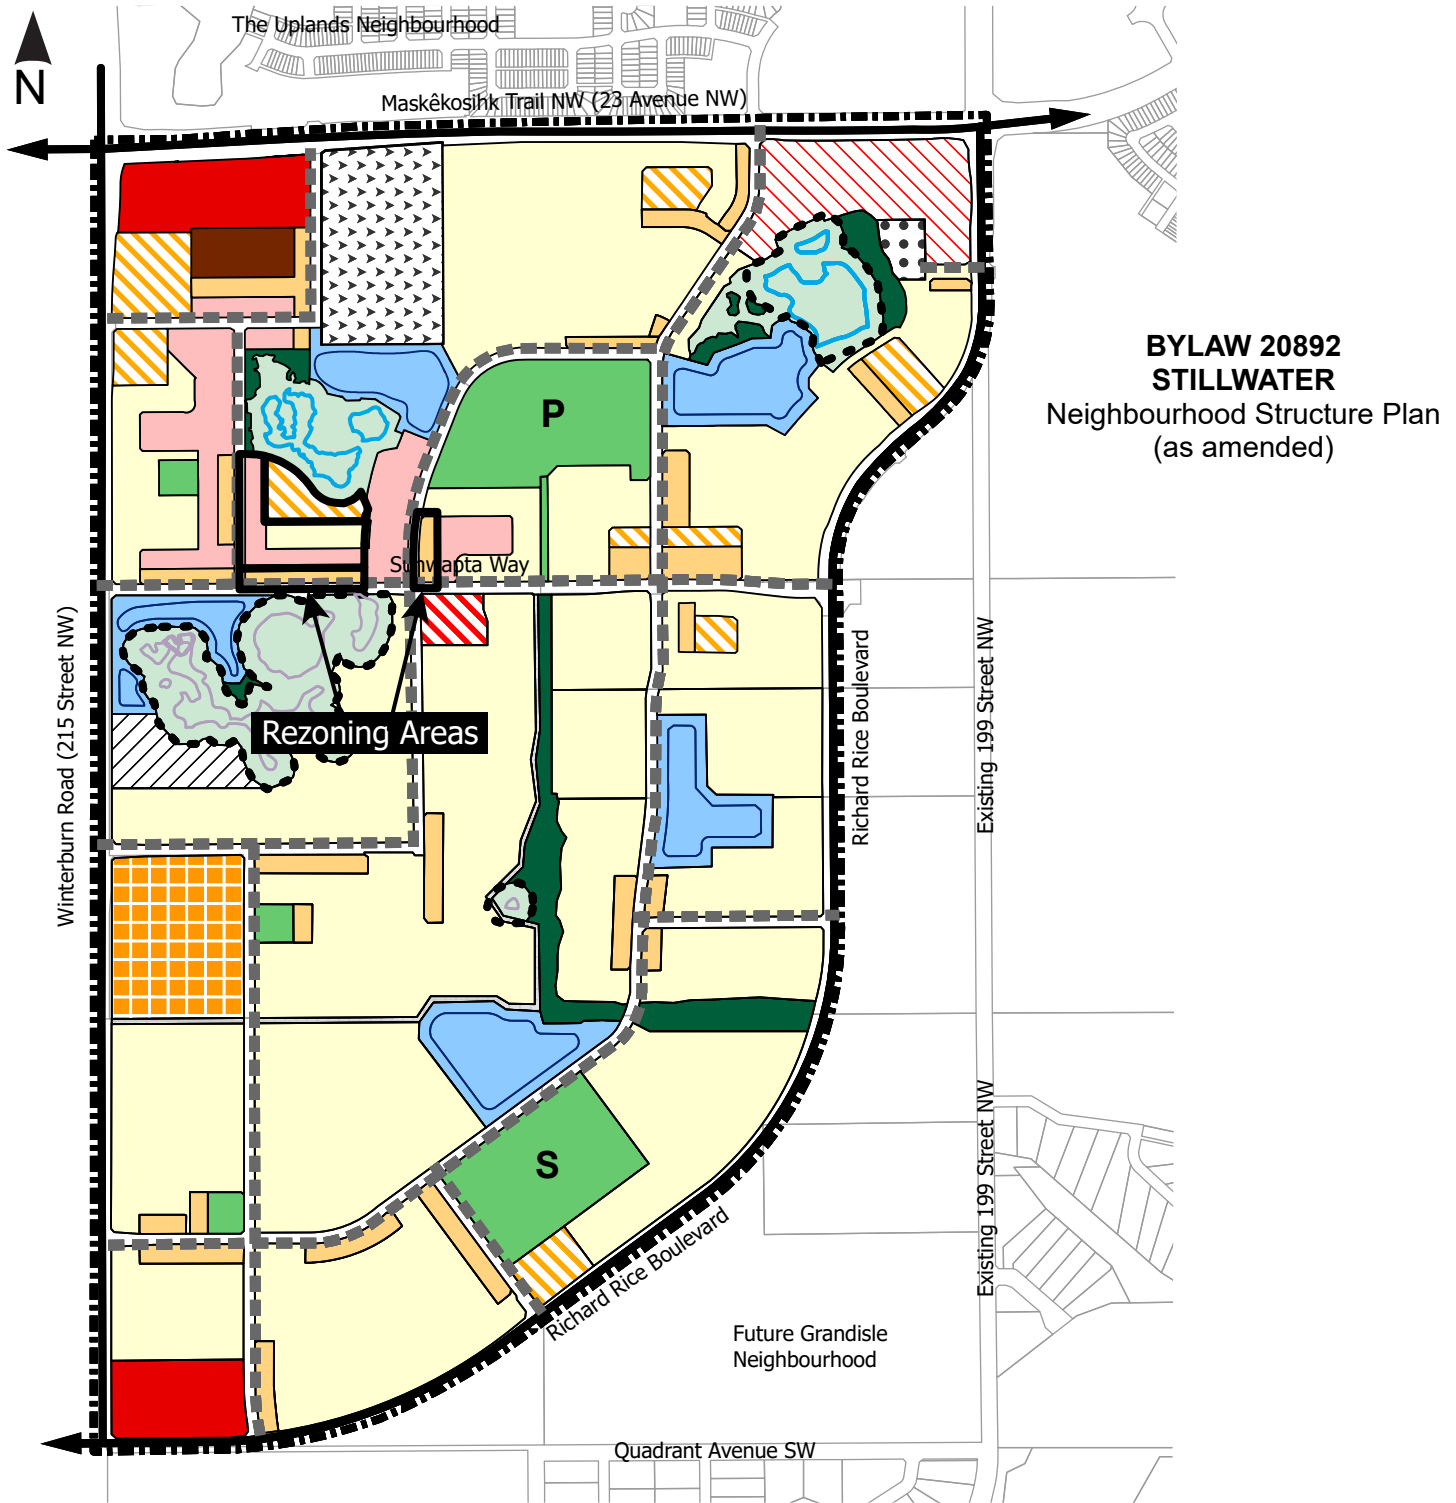 The Uplands Neighbourhood
N
Maskêkosihk Trail NW (23 Avenue NW)
BYLAW 20892
STILLWATER
Neighbourhood Structure Plan
(as amended)
P
Sunwapta Way
Winterburn Road (215 Street NW)
Rezoning Areas
Richard Rice Boulevard
Existing 199 Street NW
S
Existing 199 Street NW
Richard Rice Boulevard
Future Grandisle
Neighbourhood
Quadrant Avenue SW